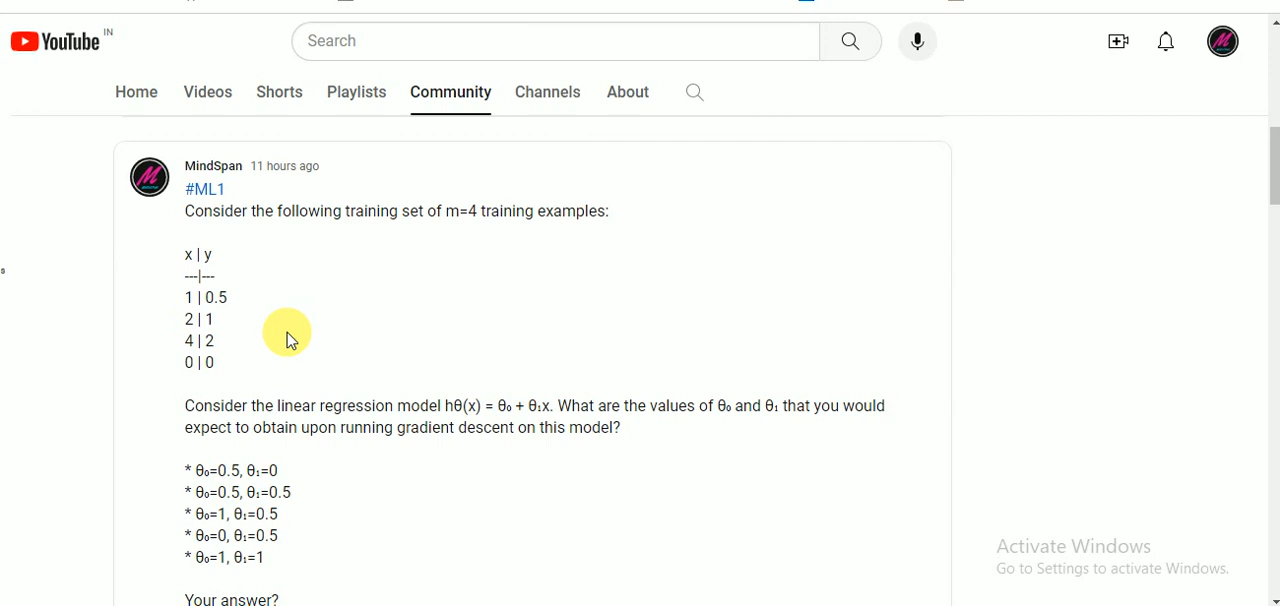 YouTube IN
Search
Home Videos Shorts Playlists Community Channels About
MindSpan 11 hours ago
#ML1
Consider the following training set of m=4 training examples:
x | y
---|---
1 | 0.5
2 | 1
4 | 2
0 | 0
Consider the linear regression model hθ(x) = θ₀ + θ₁x. What are the values of θ₀ and θ₁ that you would
expect to obtain upon running gradient descent on this model?
* θ₀=0.5, θ₁=0
* θ₀=0.5, θ₁=0.5
* θ₀=1, θ₁=0.5
* θ₀=0, θ₁=0.5
* θ₀=1, θ₁=1
Your answer?
Activate Windows
Go to Settings to activate Windows.